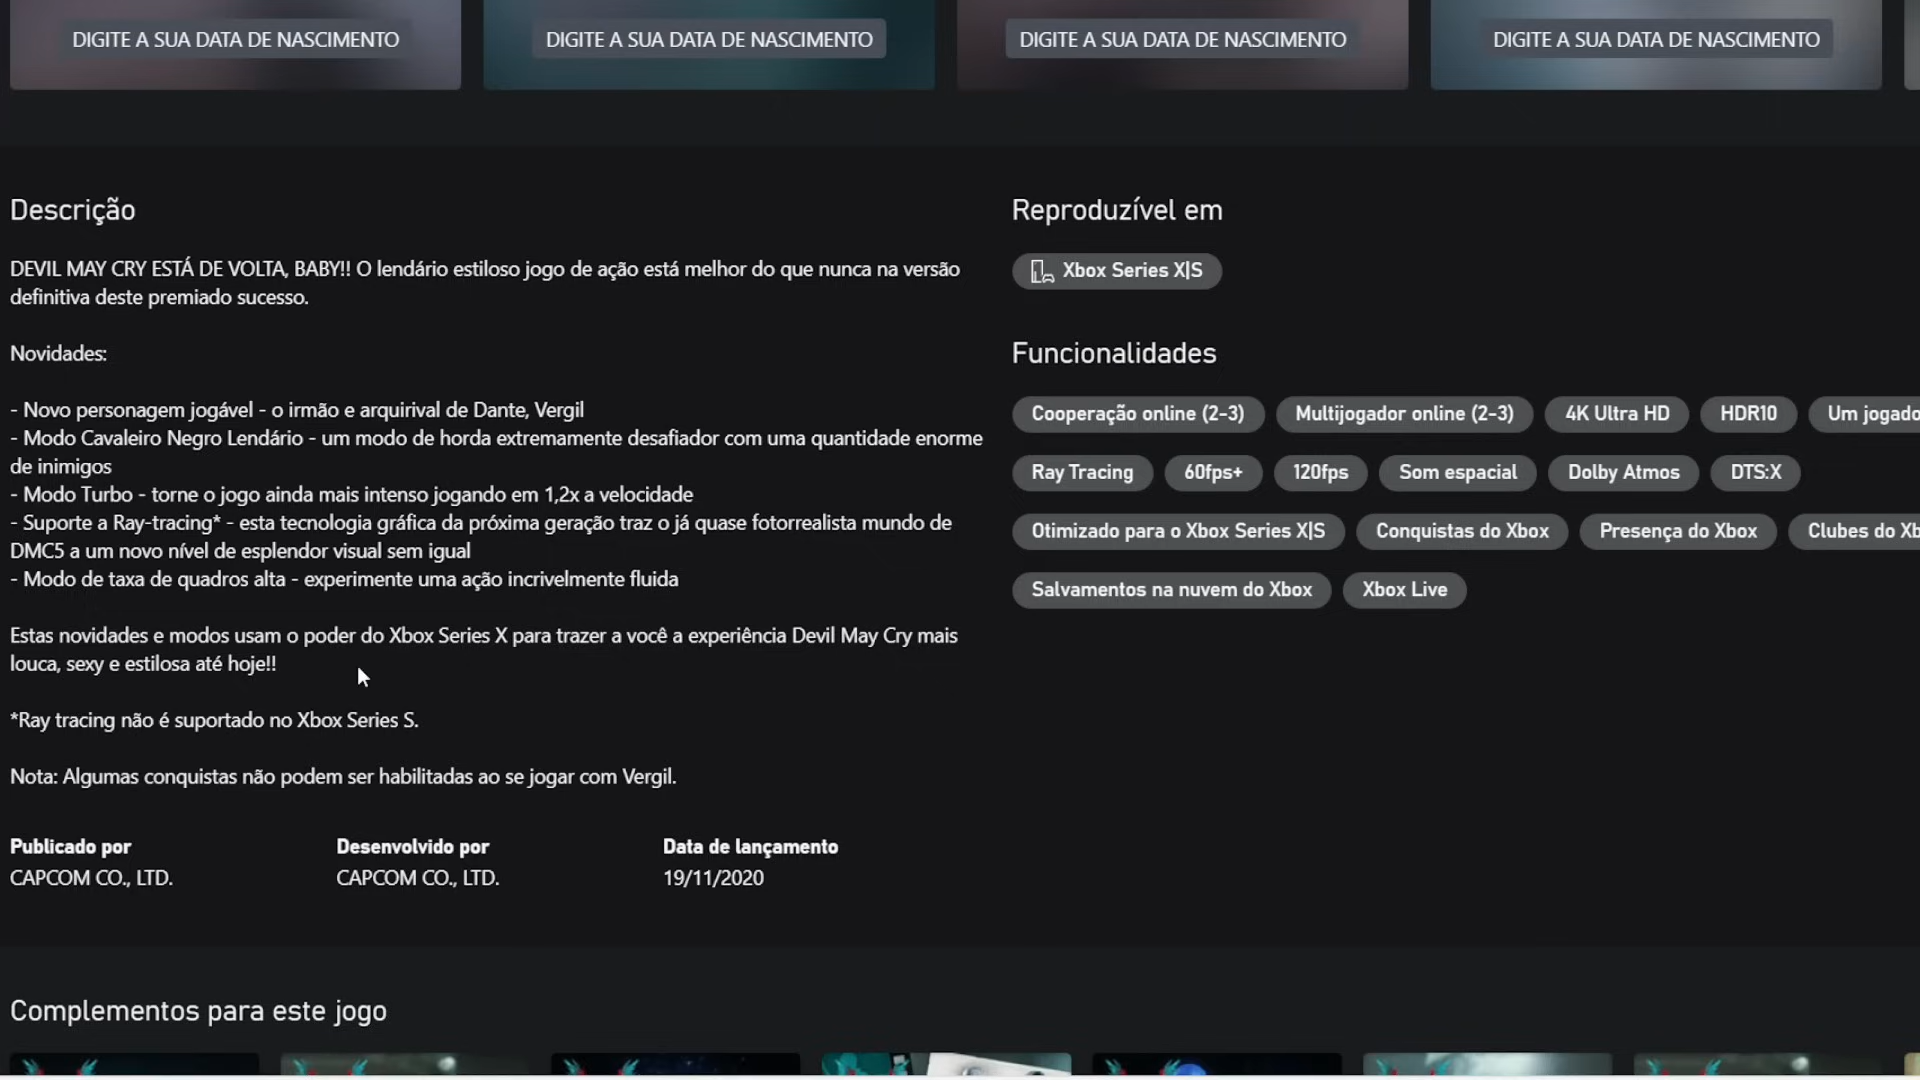 DIGITE A SUA DATA DE NASCIMENTO
DIGITE A SUA DATA DE NASCIMENTO
DIGITE A SUA DATA DE NASCIMENTO
DIGITE A SUA DATA DE NASCIMENTO
Descrição
DEVIL MAY CRY ESTÁ DE VOLTA, BABY!! O lendário estiloso jogo de ação está melhor do que nunca na versão
definitiva deste premiado sucesso.
Novidades:
- Novo personagem jogável - o irmão e arquirival de Dante, Vergil
- Modo Cavaleiro Negro Lendário - um modo de horda extremamente desafiador com uma quantidade enorme
de inimigos
- Modo Turbo - torne o jogo ainda mais intenso jogando em 1,2x a velocidade
- Suporte a Ray-tracing* - esta tecnologia gráfica da próxima geração traz o já quase fotorrealista mundo de
DMC5 a um novo nível de esplendor visual sem igual
- Modo de taxa de quadros alta - experimente uma ação incrivelmente fluida
Estas novidades e modos usam o poder do Xbox Series X para trazer a você a experiência Devil May Cry mais
louca, sexy e estilosa até hoje!!
*Ray tracing não é suportado no Xbox Series S.
Nota: Algumas conquistas não podem ser habilitadas ao se jogar com Vergil.
Publicado por
CAPCOM CO., LTD.
Desenvolvido por
CAPCOM CO., LTD.
Data de lançamento
19/11/2020
Reproduzível em
Xbox Series X|S
Funcionalidades
Cooperação online (2-3) Multijogador online (2-3) 4K Ultra HD HDR10 Um jogado
Ray Tracing 60fps+ 120fps Som espacial Dolby Atmos DTS:X
Otimizado para o Xbox Series X|S Conquistas do Xbox Presença do Xbox Clubes do Xb
Salvamentos na nuvem do Xbox Xbox Live
Complementos para este jogo